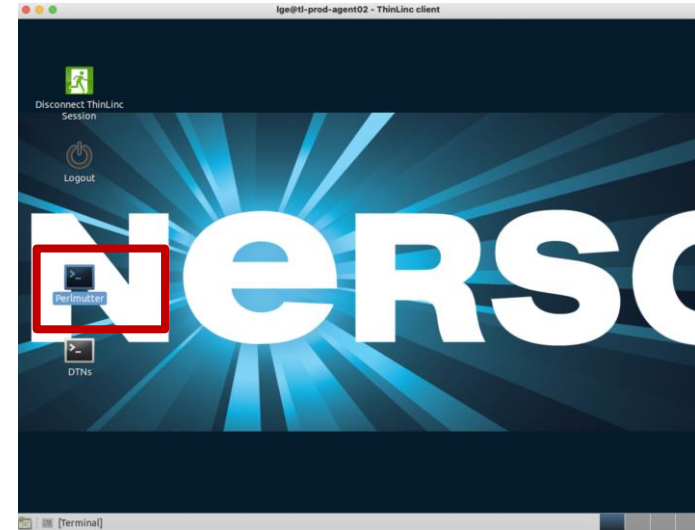 lge@tl-prod-agent02 - ThinLinc client
Disconnect ThinLinc
Session
Logout
NeRSC
>_
Perlmutter
>_
DTNs
[Terminal]